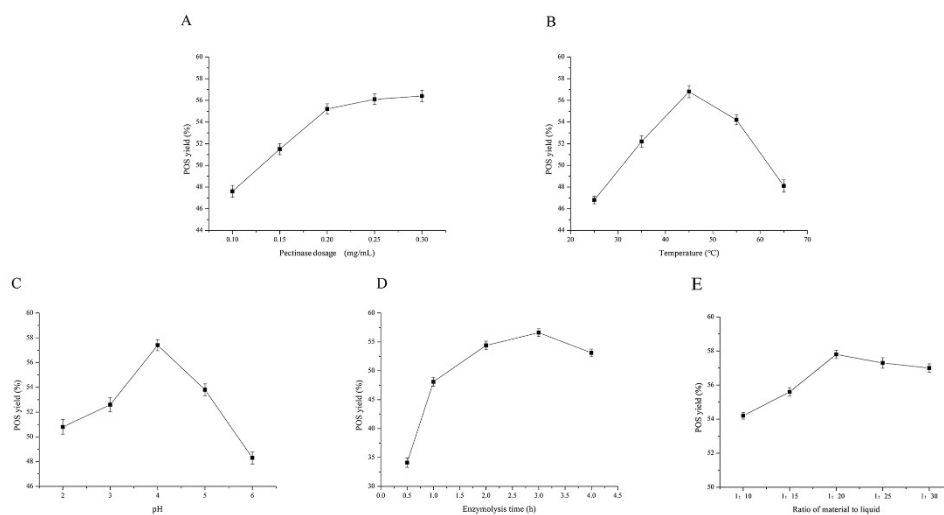 A
60
58
56
54
52
50
48
46
44
POS yield (%)
0.10 0.15 0.20 0.25 0.30
Pectinase dosage (mg/mL)
B
60
58
56
54
52
50
48
46
44
POS yield (%)
20 30 40 50 60 70
Temperature (°C)
C
60
58
56
54
52
50
48
46
POS yield (%)
2 3 4 5 6
pH
D
60
55
50
45
40
35
30
POS yield (%)
0.0 0.5 1.0 1.5 2.0 2.5 3.0 3.5 4.0 4.5
Enzymolysis time (h)
E
60
58
56
54
52
50
POS yield (%)
1：10 1：15 1：20 1：25 1：30
Ratio of material to liquid